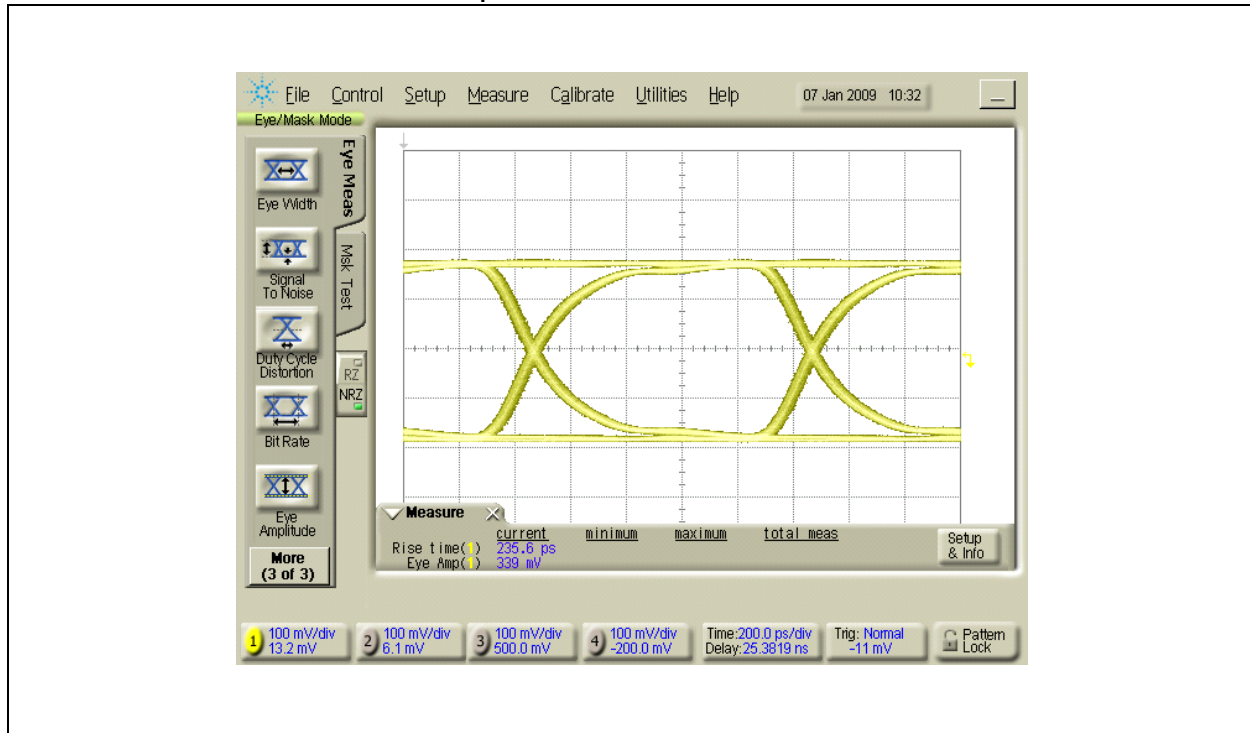 File Control Setup Measure Calibrate Utilities Help 07 Jan 2009 10:32
Eye/Mask Mode
Eye Meas
Msk Test
Eye Width
Signal
To Noise
Duty Cycle
Distortion
RZ
NRZ
Bit Rate
Eye
Amplitude
More
(3 of 3)
Measure
current minimum maximum total meas
Rise time(1) 235.6 ps
Eye Amp(1) 339 mV
Setup
& Info
1 100 mV/div
13.2 mV
2 100 mV/div
6.1 mV
3 100 mV/div
500.0 mV
4 100 mV/div
-200.0 mV
Time:200.0 ps/div
Delay:25.3819 ns
Trig: Normal
-11 mV
Pattern
Lock